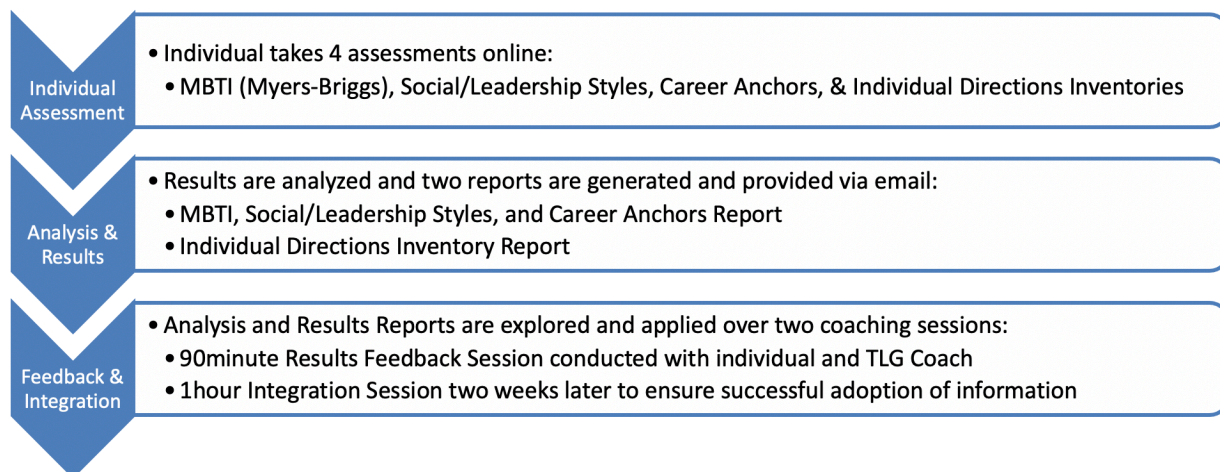 Individual
Assessment
• Individual takes 4 assessments online:
• MBTI (Myers-Briggs), Social/Leadership Styles, Career Anchors, & Individual Directions Inventories
Analysis &
Results
• Results are analyzed and two reports are generated and provided via email:
• MBTI, Social/Leadership Styles, and Career Anchors Report
• Individual Directions Inventory Report
Feedback &
Integration
• Analysis and Results Reports are explored and applied over two coaching sessions:
• 90minute Results Feedback Session conducted with individual and TLG Coach
• 1hour Integration Session two weeks later to ensure successful adoption of information